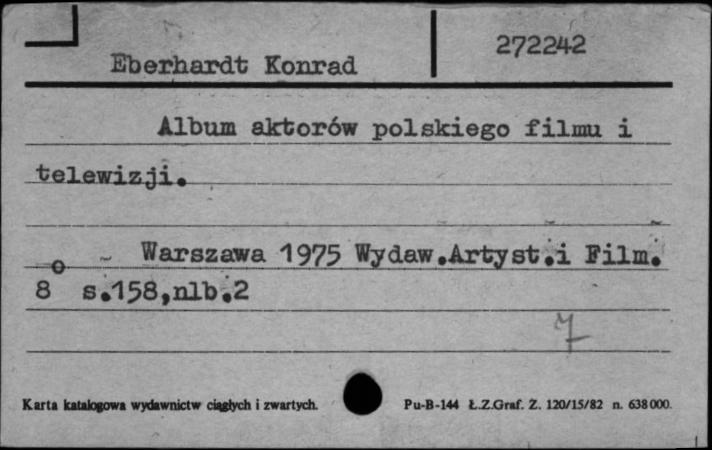 Eberhardt Konrad 272242
Album aktorów polskiego filmu i
telewizji.
Warszawa 1975 Wydaw.Artyst.i Film.
8° s.158,nlb.2
7
Karta katalogowa wydawnictw ciągłych i zwartych. Pu-B-144 Ł.Z.Graf. Z. 120/15/82 n. 638000.